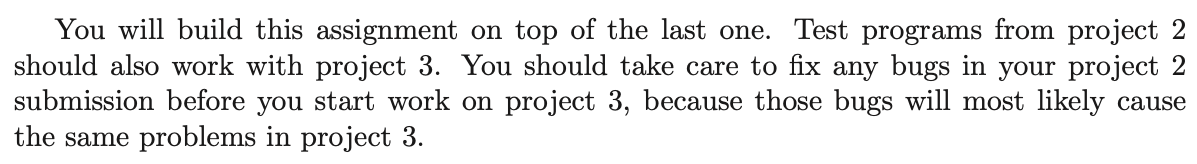 You will build this assignment on top of the last one. Test programs from project 2
should also work with project 3. You should take care to fix any bugs in your project 2
submission before you start work on project 3, because those bugs will most likely cause
the same problems in project 3.